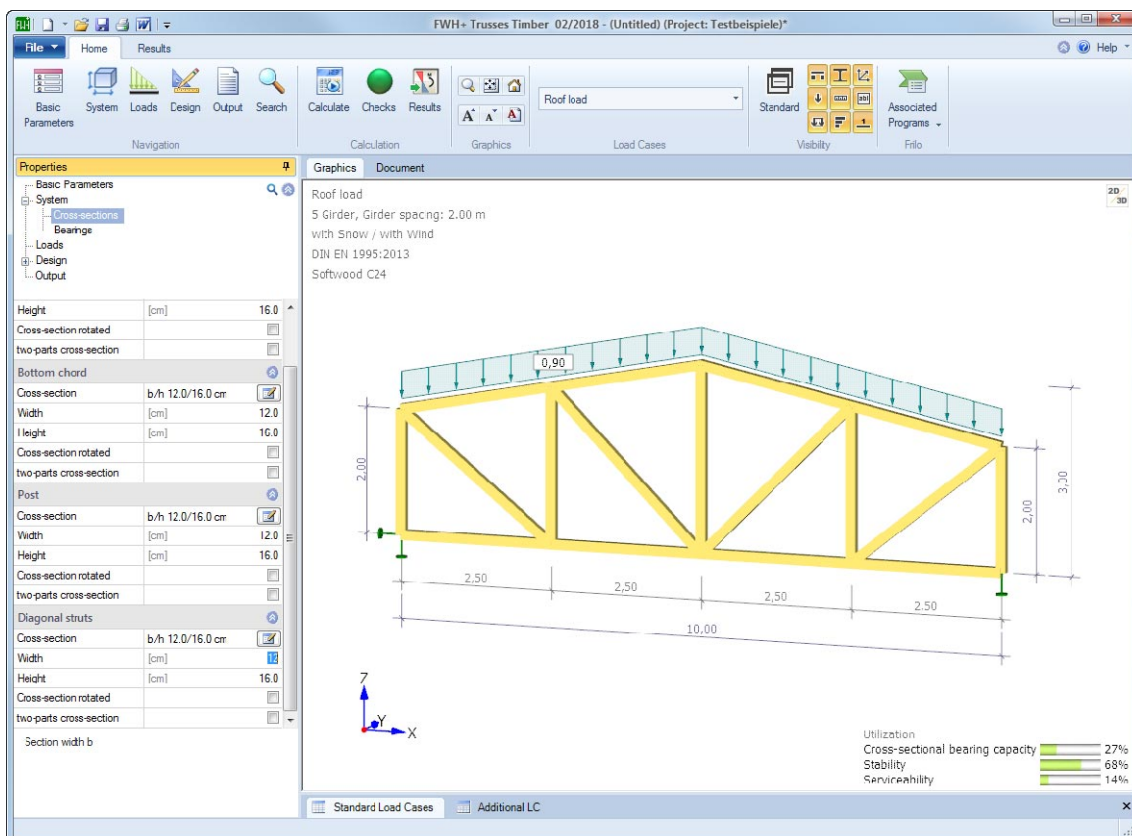 FWH+ Trusses Timber 02/2018 - (Untitled) (Project: Testbeispiele)*
File Home Results Help
Basic Parameters
System
Loads
Design
Output
Search
Calculate
Checks
Results
Roof load
Standard
Associated Programs
Navigation Calculation Graphics Load Cases Visibility Frilo
Properties
Basic Parameters
System
Cross-sections
Bearings
Loads
Design
Output
Height [cm] 16.0
Cross-section rotated
two-parts cross-section
Bottom chord
Cross-section b/h 12.0/16.0 cm
Width [cm] 12.0
Height [cm] 16.0
Cross-section rotated
two-parts cross-section
Post
Cross-section b/h 12.0/16.0 cm
Width [cm] 12.0
Height [cm] 16.0
Cross-section rotated
two-parts cross-section
Diagonal struts
Cross-section b/h 12.0/16.0 cm
Width [cm] 12
Height [cm] 16.0
Cross-section rotated
two-parts cross-section
Section width b
Graphics Document
Roof load
5 Girder, Girder spacing: 2.00 m
with Snow / with Wind
DIN EN 1995:2013
Softwood C24
2D/3D
0,90
2,00
2,00
3,00
2,50
2,50
2,50
2,50
10,00
Z
Y
X
Utilization
Cross-sectional bearing capacity 27%
Stability 68%
Serviceability 14%
Standard Load Cases Additional LC